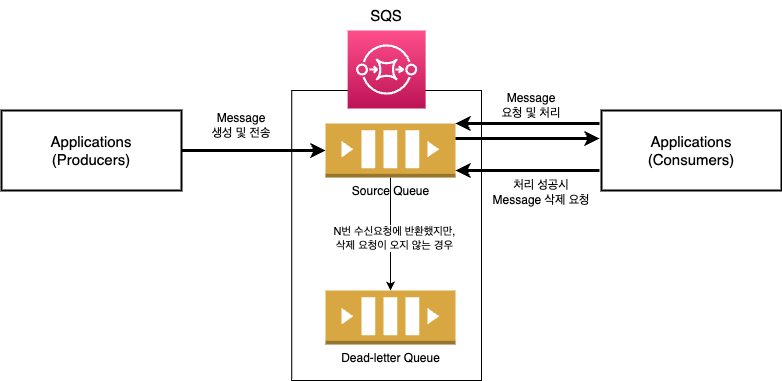 SQS
Message
생성 및 전송
Message
요청 및 처리
Applications
(Producers)
Applications
(Consumers)
Source Queue
처리 성공시
Message 삭제 요청
N번 수신요청에 반환했지만,
삭제 요청이 오지 않는 경우
Dead-letter Queue